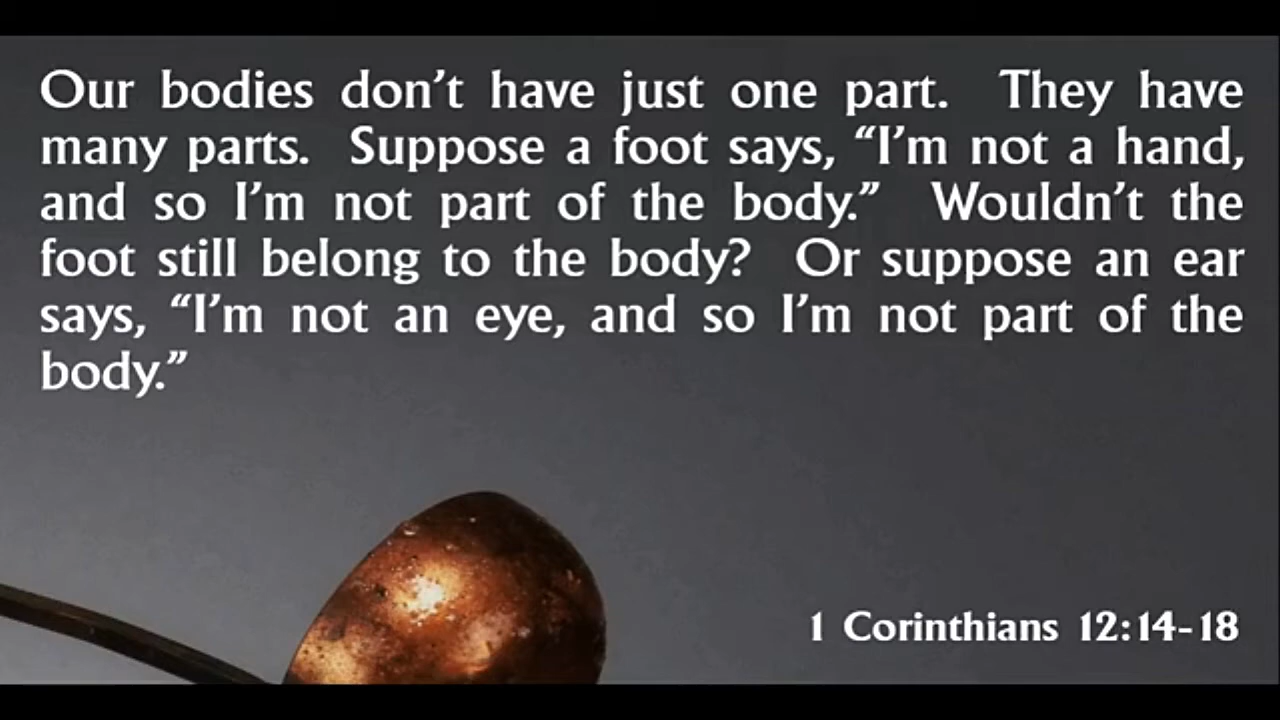 Our bodies don’t have just one part.  They have
many parts.  Suppose a foot says, “I’m not a hand,
and so I’m not part of the body.”  Wouldn’t the
foot still belong to the body?  Or suppose an ear
says, “I’m not an eye, and so I’m not part of the
body.”
1 Corinthians 12:14-18